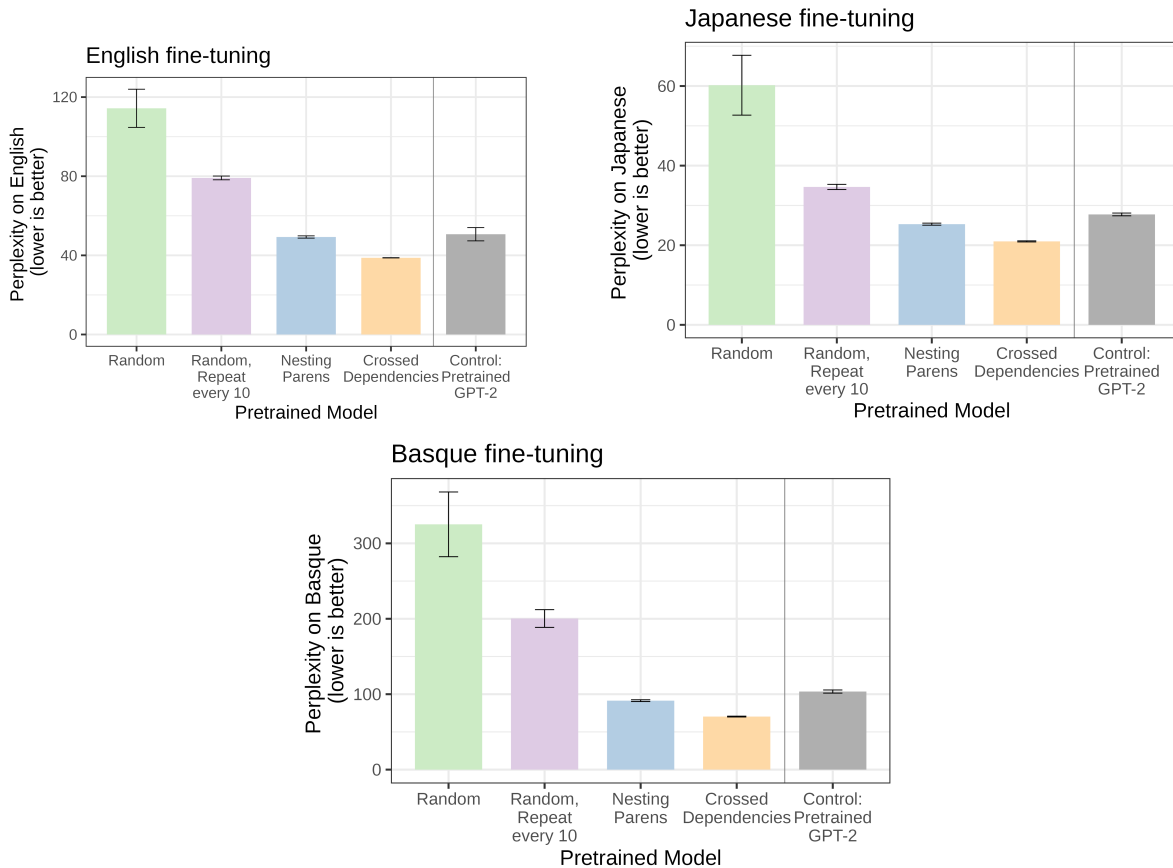 English fine-tuning
Perplexity on English
(lower is better)
120
80
40
0
Random
Random,
Repeat
every 10
Nesting
Parens
Crossed
Dependencies
Control:
Pretrained
GPT-2
Pretrained Model
Japanese fine-tuning
Perplexity on Japanese
(lower is better)
60
40
20
0
Random
Random,
Repeat
every 10
Nesting
Parens
Crossed
Dependencies
Control:
Pretrained
GPT-2
Pretrained Model
Basque fine-tuning
Perplexity on Basque
(lower is better)
300
200
100
0
Random
Random,
Repeat
every 10
Nesting
Parens
Crossed
Dependencies
Control:
Pretrained
GPT-2
Pretrained Model